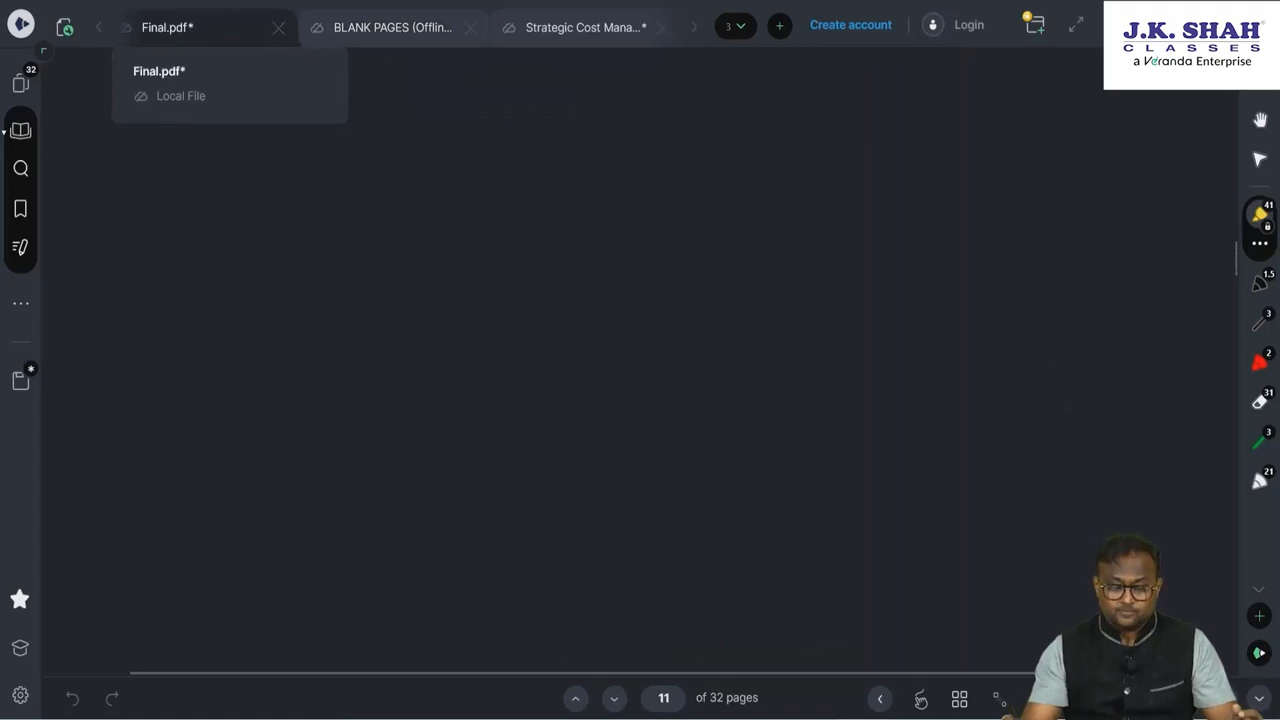 Final.pdf*
BLANK PAGES (Offlin...
Strategic Cost Mana...*
3
Create account
Login
J.K. SHAH®
CLASSES
a Veranda Enterprise
Final.pdf*
Local File
32
41
1.5
3
2
31
3
21
*
11 of 32 pages